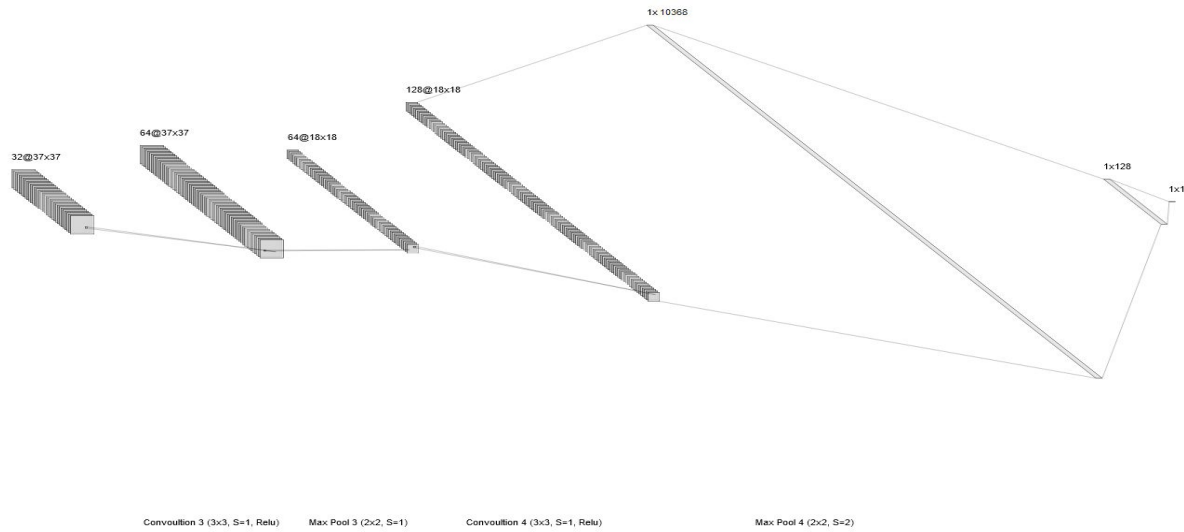 1x 10368
128@18x18
64@37x37
64@18x18
32@37x37
1x128
1x1
Convoultion 3 (3x3, S=1, Relu)
Max Pool 3 (2x2, S=1)
Convoultion 4 (3x3, S=1, Relu)
Max Pool 4 (2x2, S=2)